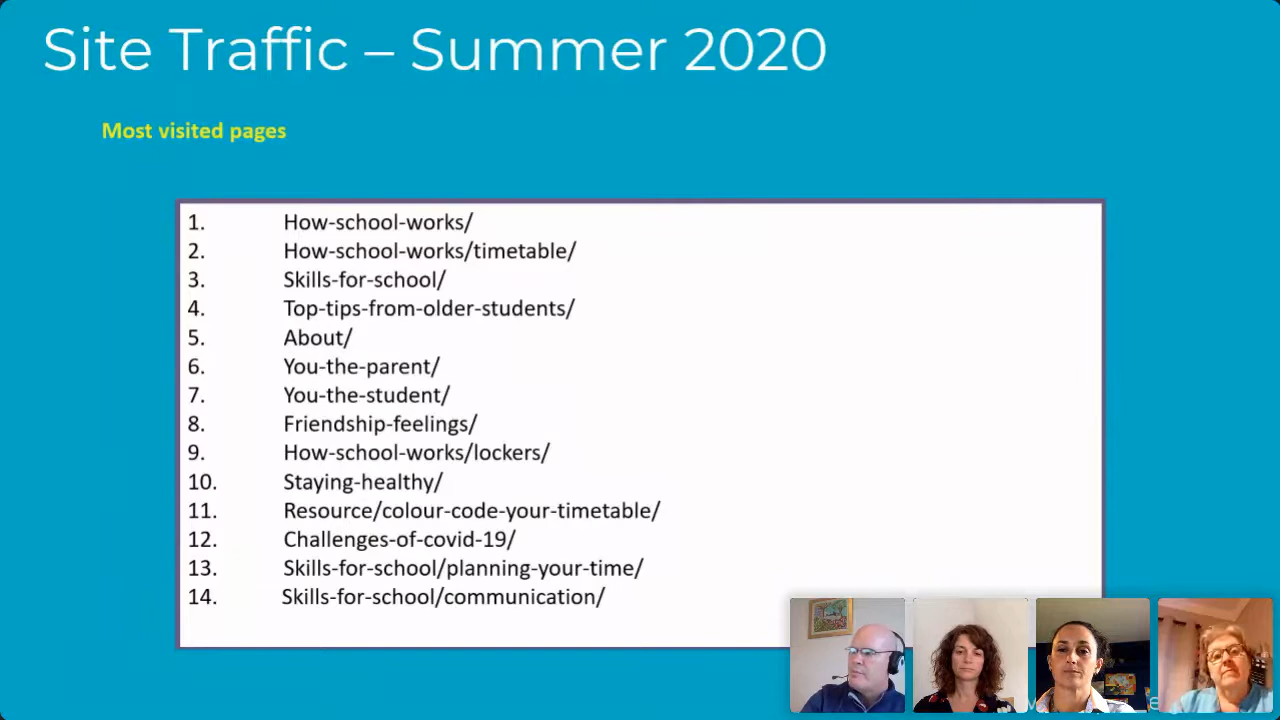 Site Traffic – Summer 2020
Most visited pages
1. How-school-works/
2. How-school-works/timetable/
3. Skills-for-school/
4. Top-tips-from-older-students/
5. About/
6. You-the-parent/
7. You-the-student/
8. Friendship-feelings/
9. How-school-works/lockers/
10. Staying-healthy/
11. Resource/colour-code-your-timetable/
12. Challenges-of-covid-19/
13. Skills-for-school/planning-your-time/
14. Skills-for-school/communication/